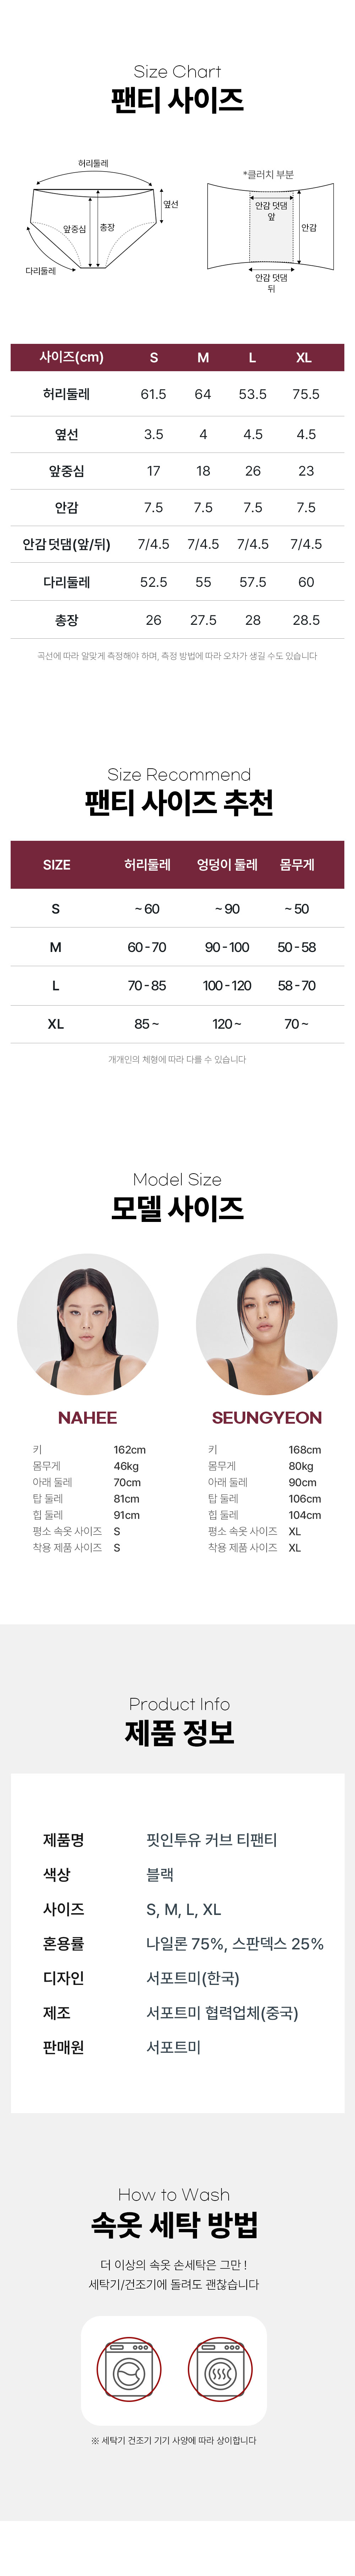 Size Chart
팬티 사이즈
허리둘레
옆선
앞중심
총장
다리둘레
*클러치 부분
안감 덧댐
앞
안감
안감 덧댐
뒤
사이즈(cm) S M L XL
허리둘레 61.5 64 53.5 75.5
옆선 3.5 4 4.5 4.5
앞중심 17 18 26 23
안감 7.5 7.5 7.5 7.5
안감 덧댐(앞/뒤) 7/4.5 7/4.5 7/4.5 7/4.5
다리둘레 52.5 55 57.5 60
총장 26 27.5 28 28.5
곡선에 따라 알맞게 측정해야 하며, 측정 방법에 따라 오차가 생길 수도 있습니다
Size Recommend
팬티 사이즈 추천
SIZE 허리둘레 엉덩이 둘레 몸무게
S ~ 60 ~ 90 ~ 50
M 60 - 70 90 - 100 50 - 58
L 70 - 85 100 - 120 58 - 70
XL 85 ~ 120 ~ 70 ~
개개인의 체형에 따라 다를 수 있습니다
Model Size
모델 사이즈
NAHEE
키 162cm
몸무게 46kg
아래 둘레 70cm
탑 둘레 81cm
힙 둘레 91cm
평소 속옷 사이즈 S
착용 제품 사이즈 S
SEUNGYEON
키 168cm
몸무게 80kg
아래 둘레 90cm
탑 둘레 106cm
힙 둘레 104cm
평소 속옷 사이즈 XL
착용 제품 사이즈 XL
Product Info
제품 정보
제품명 핏인투유 커브 티팬티
색상 블랙
사이즈 S, M, L, XL
혼용률 나일론 75%, 스판덱스 25%
디자인 서포트미(한국)
제조 서포트미 협력업체(중국)
판매원 서포트미
How to Wash
속옷 세탁 방법
더 이상의 속옷 손세탁은 그만 !
세탁기/건조기에 돌려도 괜찮습니다
※ 세탁기 건조기 기기 사양에 따라 상이합니다